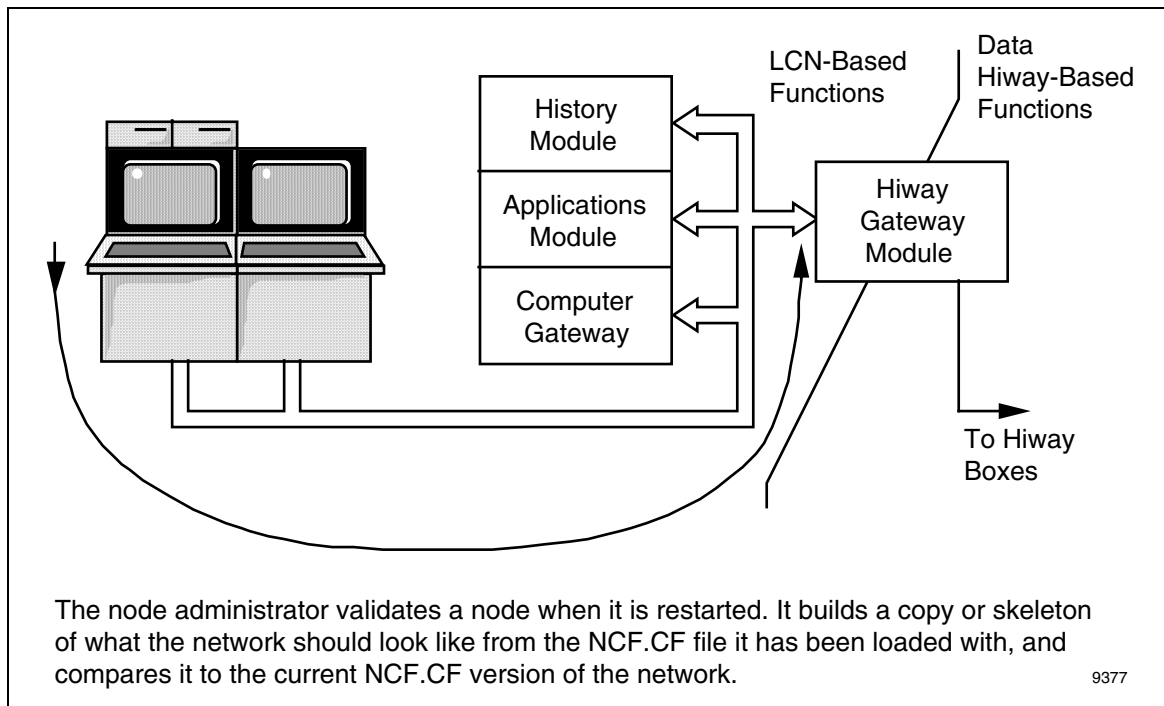 LCN-Based
Functions
Data
Hiway-Based
Functions
History
Module
Applications
Module
Computer
Gateway
Hiway
Gateway
Module
To Hiway
Boxes
The node administrator validates a node when it is restarted. It builds a copy or skeleton
of what the network should look like from the NCF.CF file it has been loaded with, and
compares it to the current NCF.CF version of the network.
9377